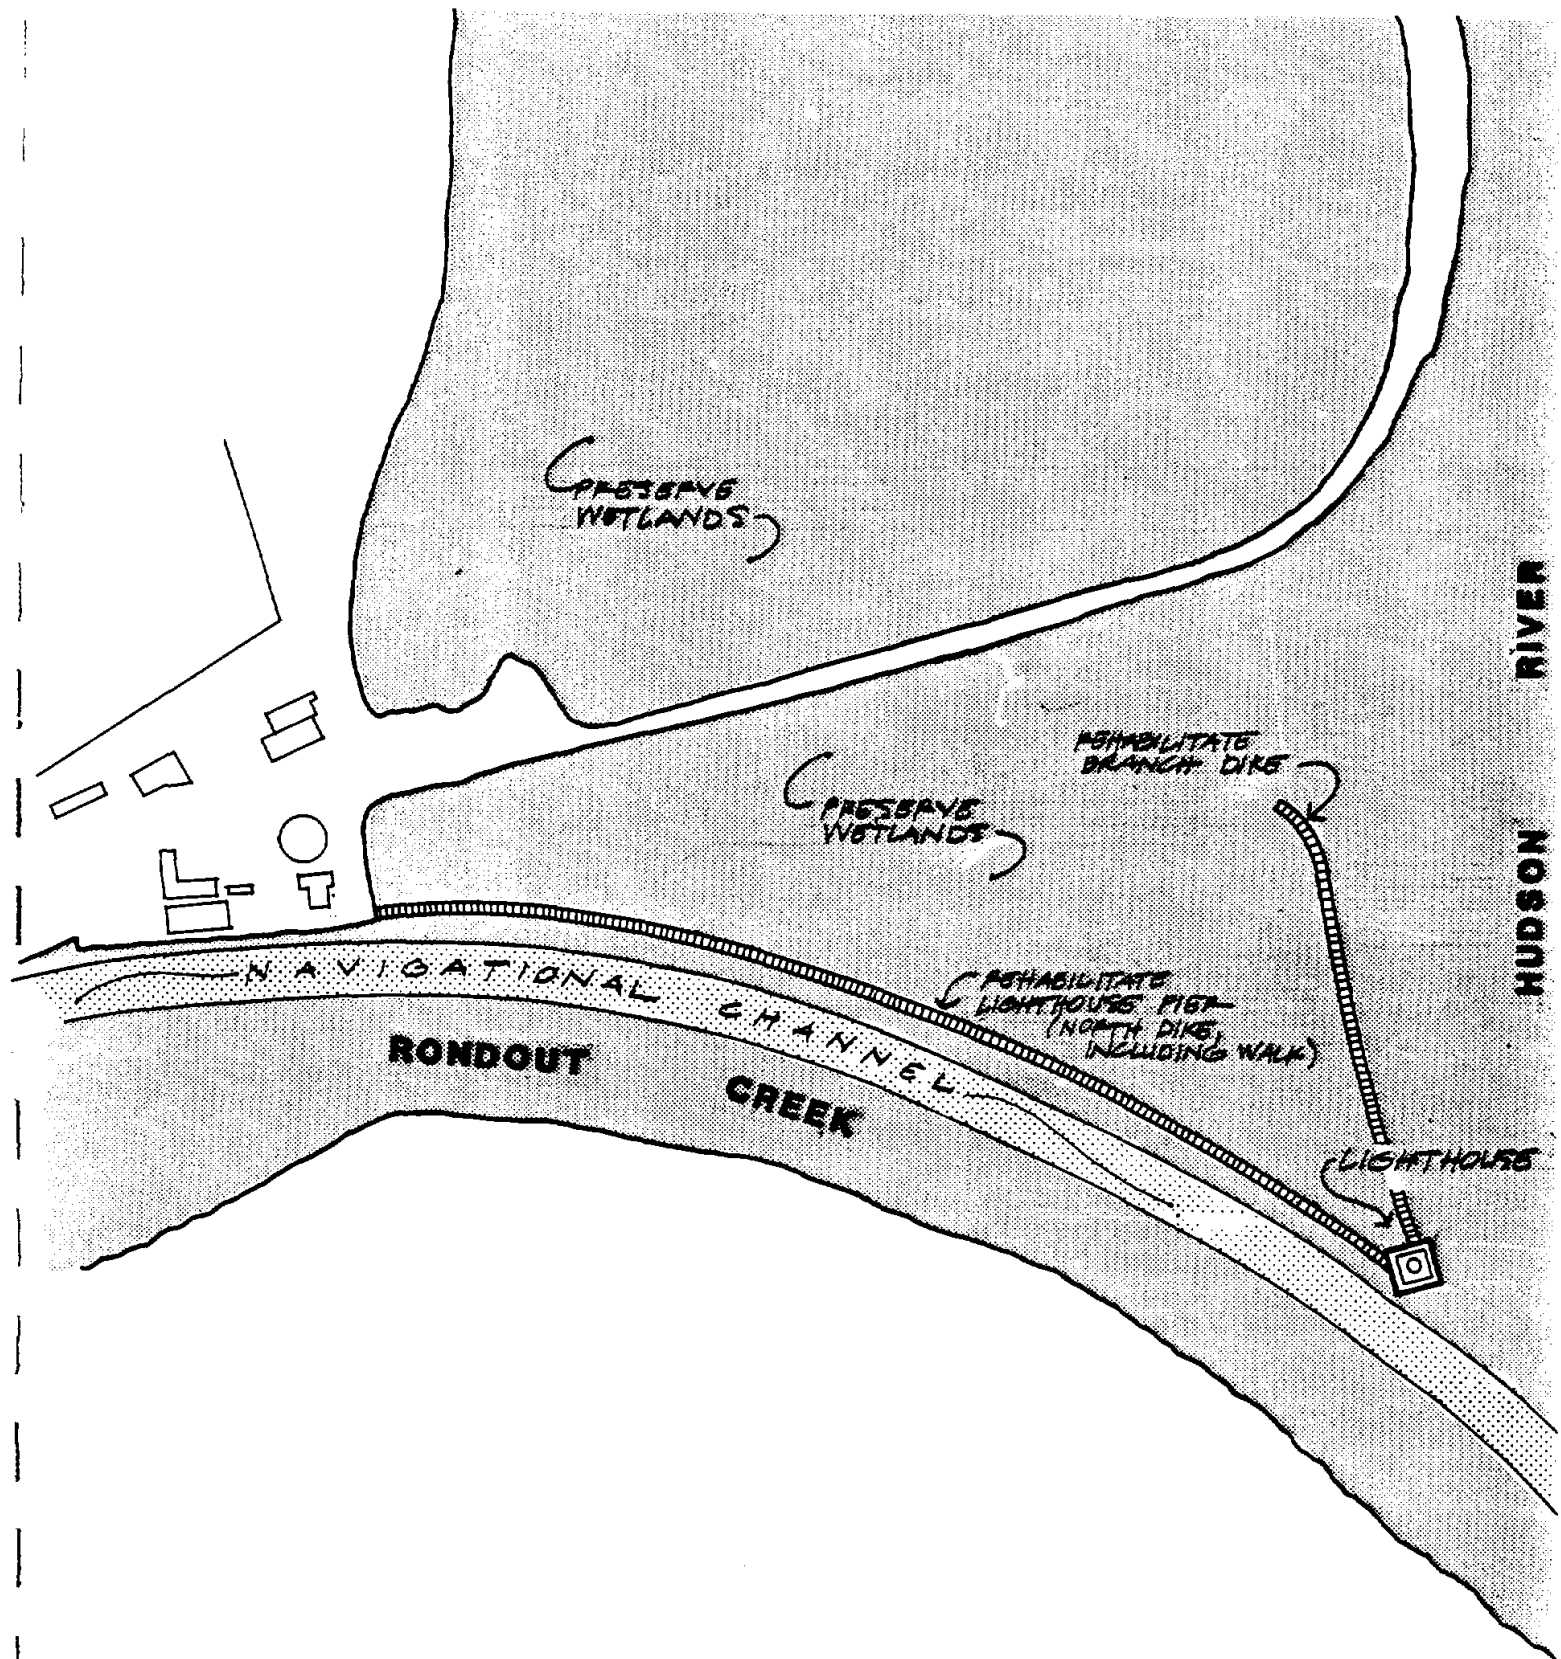 PRESERVE
WETLANDS
RIVER
HUDSON
REHABILITATE
BRANCH DIKE
PRESERVE
WETLANDS
NAVIGATIONAL CHANNEL
REHABILITATE
LIGHTHOUSE PIER
(NORTH DIKE,
INCLUDING WALK)
RONDOUT
CREEK
LIGHTHOUSE